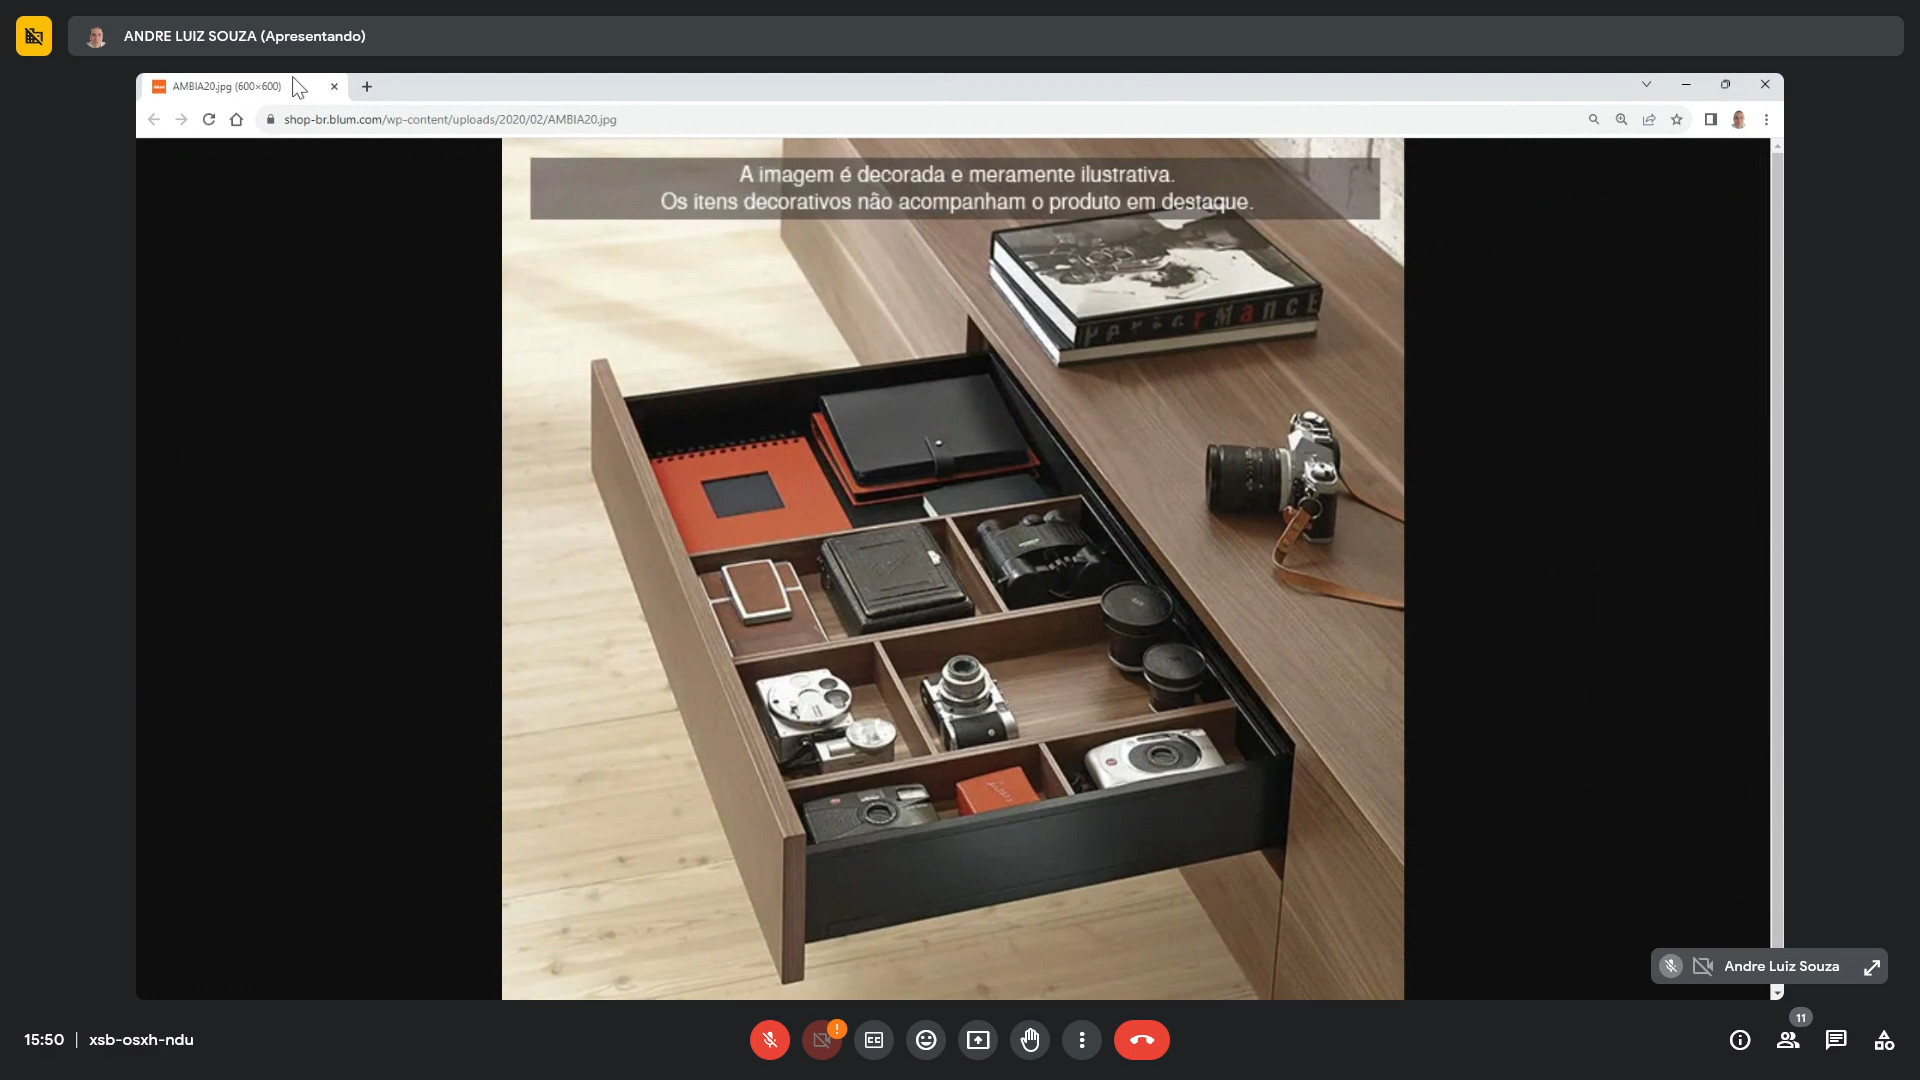 ANDRE LUIZ SOUZA (Apresentando)
AMBIA20.jpg (600×600)
shop-br.blum.com/wp-content/uploads/2020/02/AMBIA20.jpg
A imagem é decorada e meramente ilustrativa.
Os itens decorativos não acompanham o produto em destaque.
PerforMANCE
Andre Luiz Souza
15:50 | xsb-osxh-ndu
11